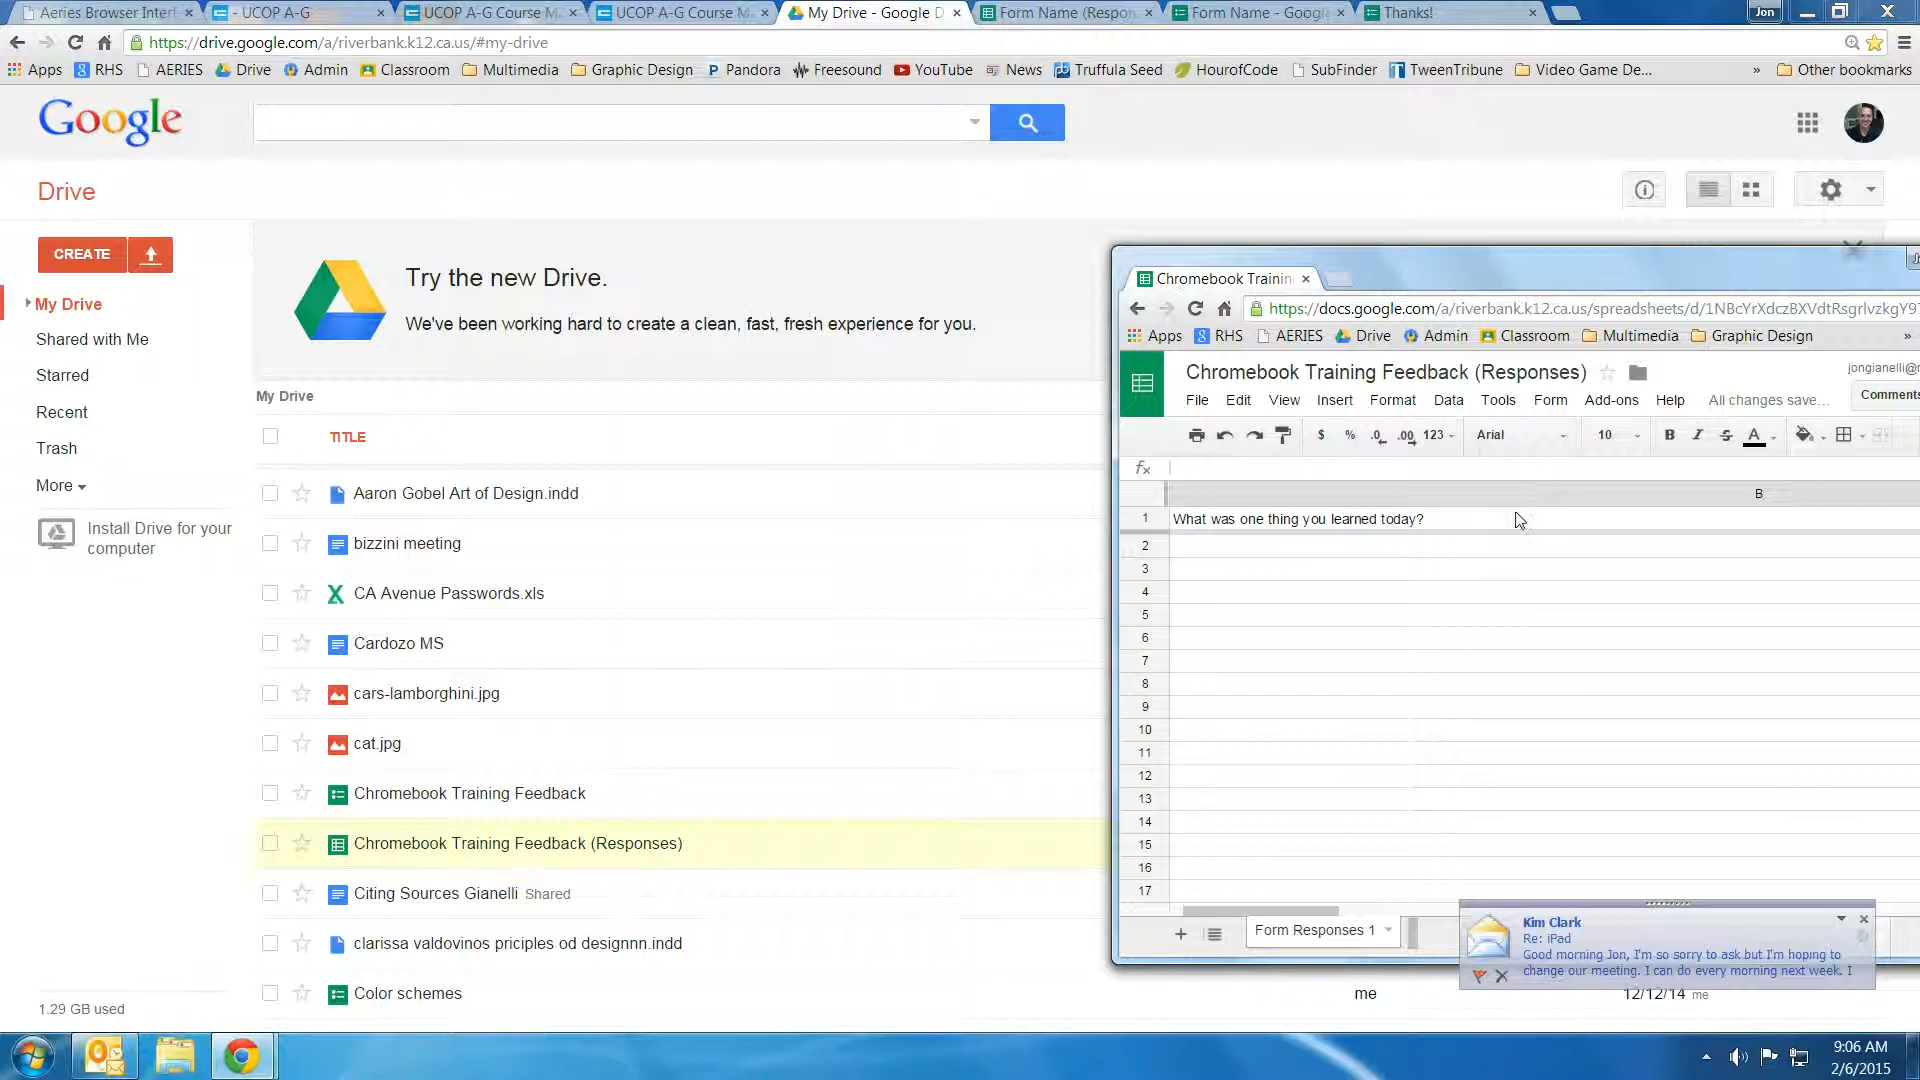 Aeries Browser Interf
- UCOP A-G
UCOP A-G Course M
UCOP A-G Course M
My Drive - Google D
Form Name (Respon
Form Name - Google
Thanks!
Jon
https://drive.google.com/a/riverbank.k12.ca.us/#my-drive
Apps
RHS
AERIES
Drive
Admin
Classroom
Multimedia
Graphic Design
Pandora
Freesound
YouTube
News
Truffula Seed
HourofCode
SubFinder
TweenTribune
Video Game De...
»
Other bookmarks
Google
Drive
CREATE
My Drive
Shared with Me
Starred
Recent
Trash
More
Install Drive for your
computer
1.29 GB used
Try the new Drive.
We've been working hard to create a clean, fast, fresh experience for you.
My Drive
TITLE
Aaron Gobel Art of Design.indd
bizzini meeting
CA Avenue Passwords.xls
Cardozo MS
cars-lamborghini.jpg
cat.jpg
Chromebook Training Feedback
Chromebook Training Feedback (Responses)
Citing Sources Gianelli Shared
clarissa valdovinos priciples od designnn.indd
Color schemes
me
12/12/14 me
Chromebook Trainin
https://docs.google.com/a/riverbank.k12.ca.us/spreadsheets/d/1NBcYrXdczBXVdtRsgrlvzkgY97
Apps
RHS
AERIES
Drive
Admin
Classroom
Multimedia
Graphic Design
»
Chromebook Training Feedback (Responses)
jongianelli@r
File Edit View Insert Format Data Tools Form Add-ons Help All changes save...
Comments
$ % .0 .00 123 Arial 10 B I S A
fx
B
1 What was one thing you learned today?
2
3
4
5
6
7
8
9
10
11
12
13
14
15
16
17
+
Form Responses 1
Kim Clark
Re: iPad
Good morning Jon, I'm so sorry to ask but I'm hoping to
change our meeting. I can do every morning next week. I
9:06 AM
2/6/2015